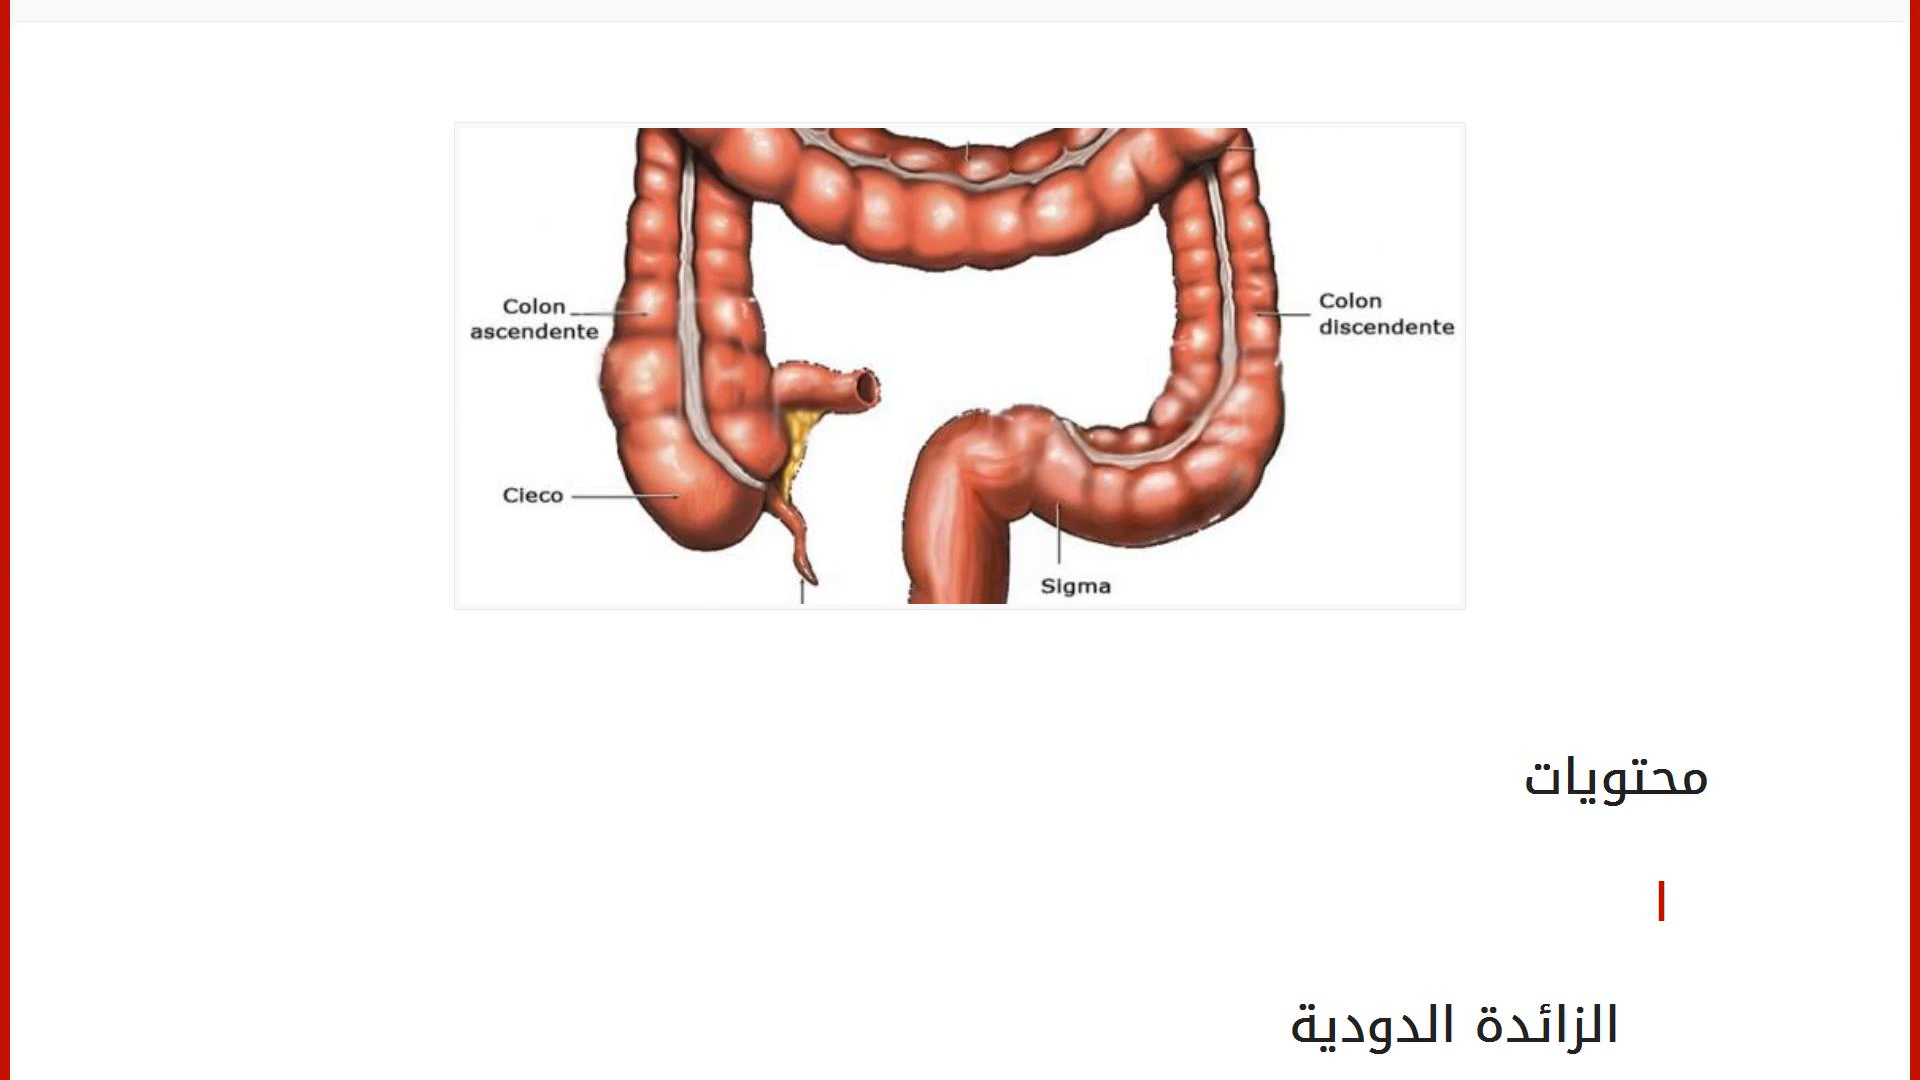 Colon
ascendente
Colon
discendente
Cieco
Sigma
محتويات
ا
الزائدة الدودية